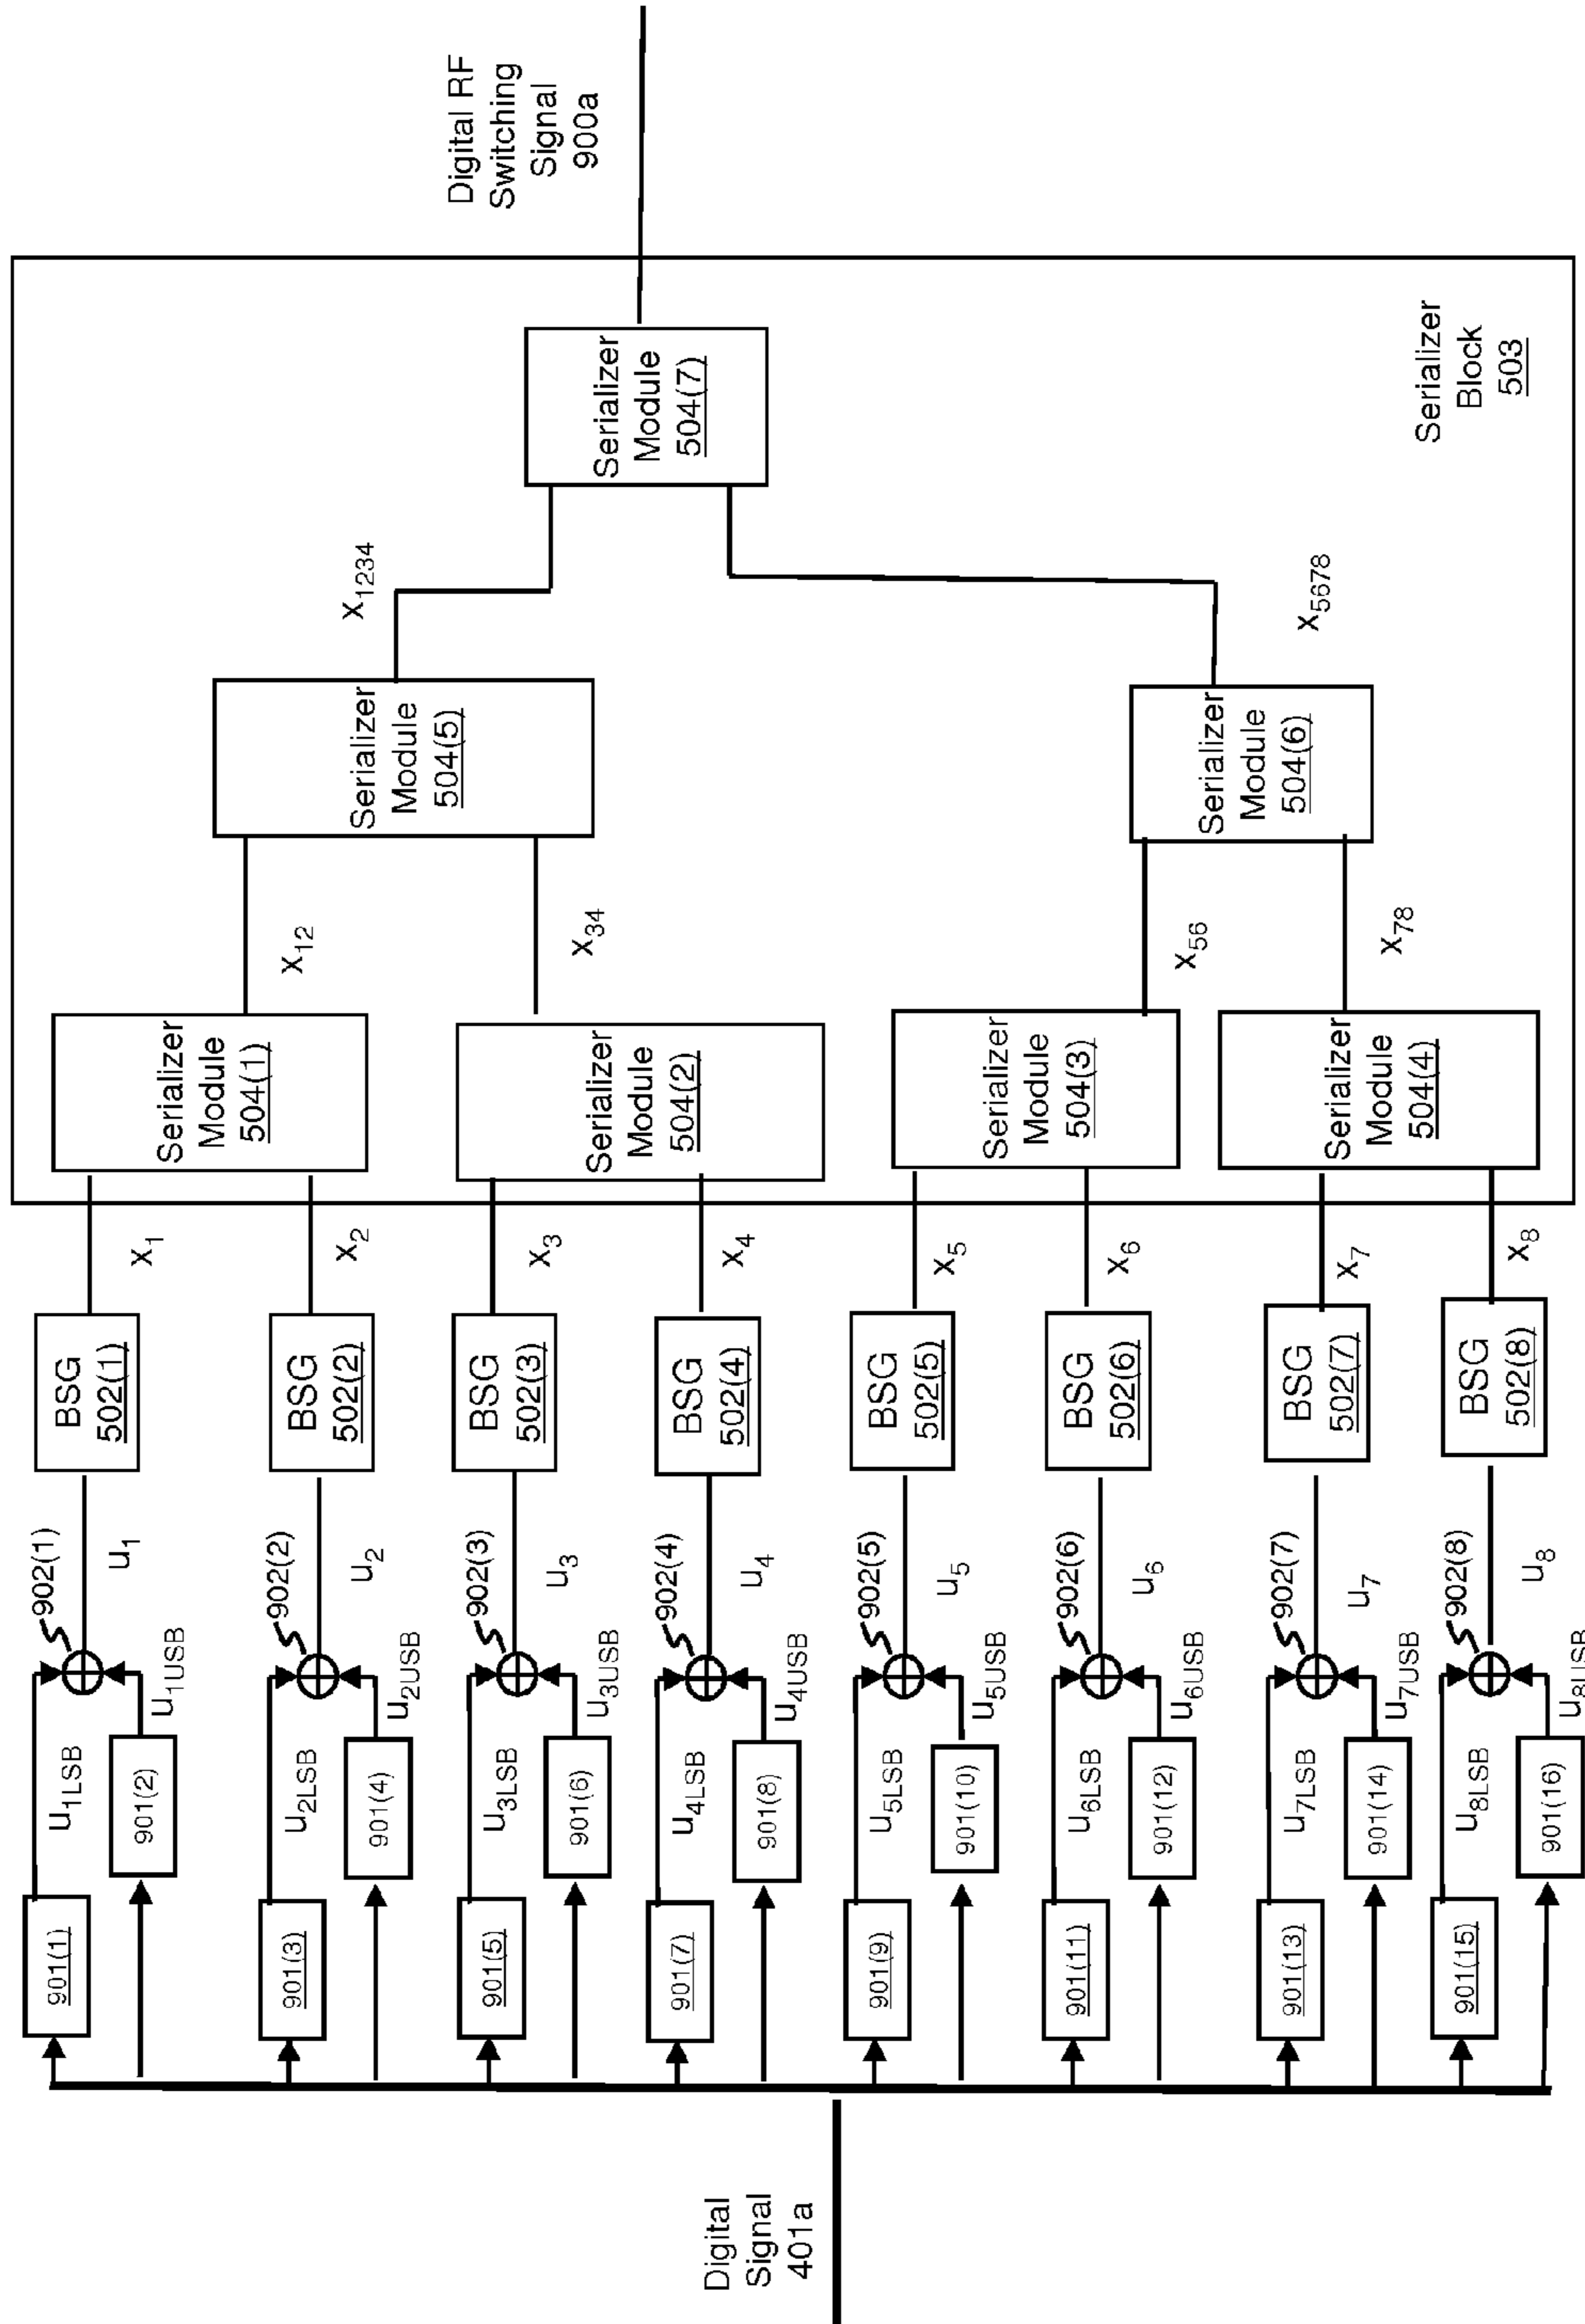 Digital
Signal
401a
901(1)
u1LSB
901(2)
u1USB
902(1)
u1
BSG
502(1)
x1
901(3)
u2LSB
901(4)
u2USB
902(2)
u2
BSG
502(2)
x2
901(5)
u3LSB
901(6)
u3USB
902(3)
u3
BSG
502(3)
x3
901(7)
u4LSB
901(8)
u4USB
902(4)
u4
BSG
502(4)
x4
901(9)
u5LSB
901(10)
u5USB
902(5)
u5
BSG
502(5)
x5
901(11)
u6LSB
901(12)
u6USB
902(6)
u6
BSG
502(6)
x6
901(13)
u7LSB
901(14)
u7USB
902(7)
u7
BSG
502(7)
x7
901(15)
u8LSB
901(16)
u8USB
902(8)
u8
BSG
502(8)
x8
Serializer
Module
504(1)
x12
Serializer
Module
504(2)
x34
Serializer
Module
504(3)
x56
Serializer
Module
504(4)
x78
Serializer
Module
504(5)
x1234
Serializer
Module
504(6)
x5678
Serializer
Module
504(7)
Serializer
Block
503
Digital RF
Switching
Signal
900a